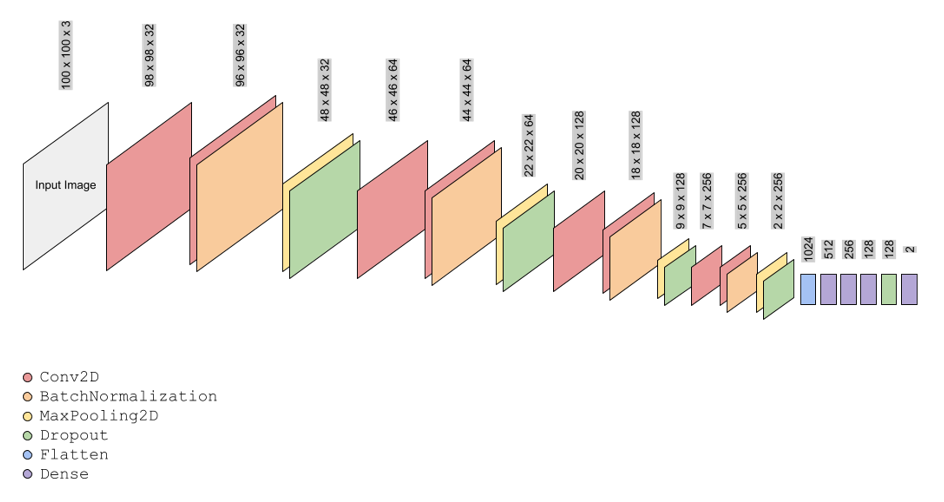 100 x 100 x 3
98 x 98 x 32
96 x 96 x 32
48 x 48 x 32
46 x 46 x 64
44 x 44 x 64
22 x 22 x 64
20 x 20 x 128
18 x 18 x 128
9 x 9 x 128
7 x 7 x 256
5 x 5 x 256
2 x 2 x 256
1024
512
256
128
128
2
Input Image
Conv2D
BatchNormalization
MaxPooling2D
Dropout
Flatten
Dense